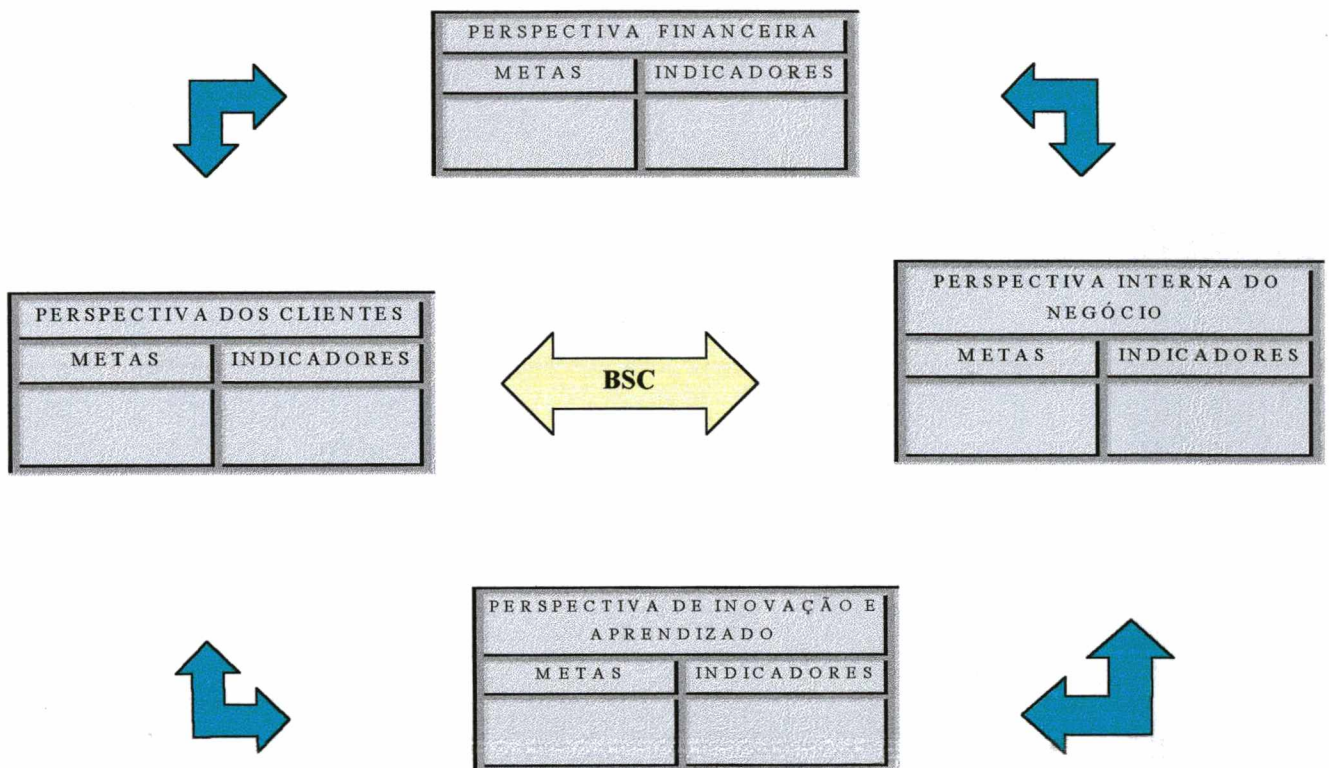 PERSPECTIVA FINANCEIRA
METAS INDICADORES
PERSPECTIVA DOS CLIENTES
METAS INDICADORES
BSC
PERSPECTIVA INTERNA DO
NEGÓCIO
METAS INDICADORES
PERSPECTIVA DE INOVAÇÃO E
APRENDIZADO
METAS INDICADORES